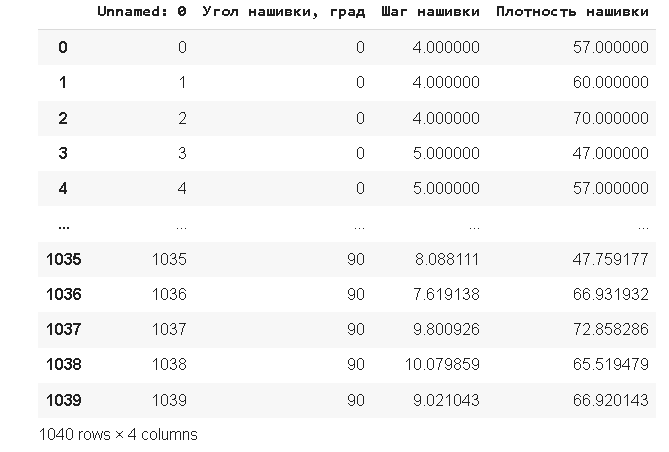 Unnamed: 0 Угол нашивки, град Шаг нашивки Плотность нашивки
0 0 0 4.000000 57.000000
1 1 0 4.000000 60.000000
2 2 0 4.000000 70.000000
3 3 0 5.000000 47.000000
4 4 0 5.000000 57.000000
... ... ... ... ...
1035 1035 90 8.088111 47.759177
1036 1036 90 7.619138 66.931932
1037 1037 90 9.800926 72.858286
1038 1038 90 10.079859 65.519479
1039 1039 90 9.021043 66.920143
1040 rows × 4 columns